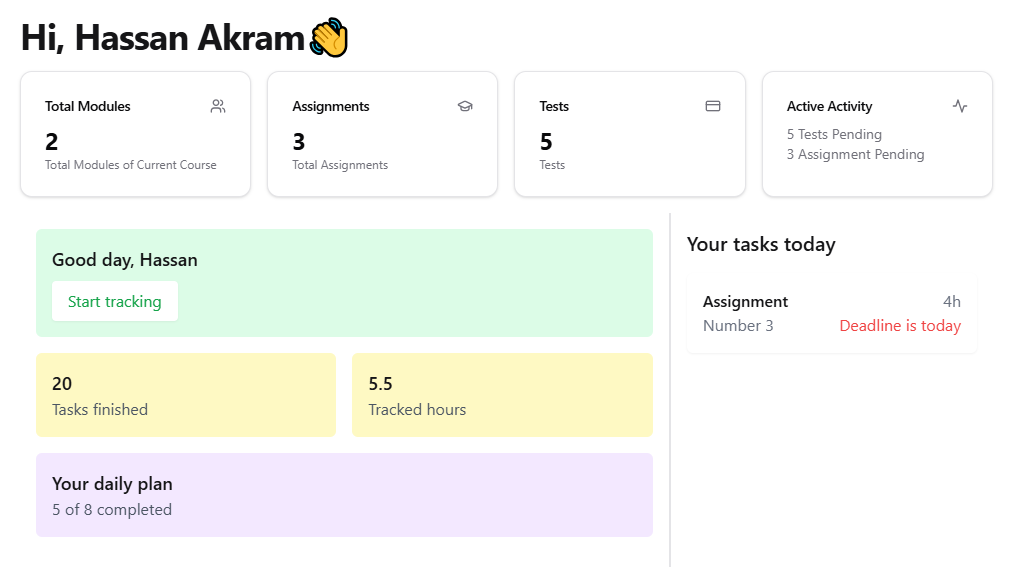 Hi, Hassan Akram👋
Total Modules
2
Total Modules of Current Course
Assignments
3
Total Assignments
Tests
5
Tests
Active Activity
5 Tests Pending
3 Assignment Pending
Good day, Hassan
Start tracking
20
Tasks finished
5.5
Tracked hours
Your daily plan
5 of 8 completed
Your tasks today
Assignment 4h
Number 3 Deadline is today